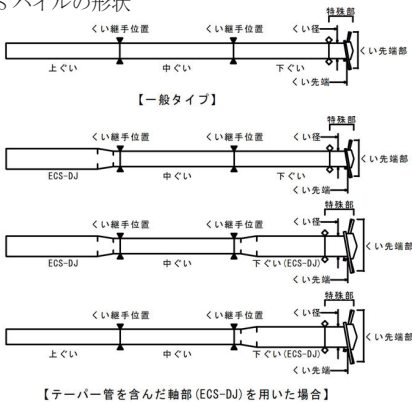 パイルの形状
特殊部
くい継手位置 くい継手位置 くい径
くい先端部
上ぐい 中ぐい 下ぐい
くい先端
【一般タイプ】
特殊部
くい継手位置 くい継手位置 くい径
くい先端部
ECS-DJ 中ぐい 下ぐい
くい先端
特殊部
くい継手位置 くい継手位置 くい径
くい先端部
ECS-DJ 中ぐい 下ぐい(ECS-DJ)
くい先端
特殊部
くい継手位置 くい継手位置 くい径
くい先端部
上ぐい 中ぐい 下ぐい(ECS-DJ)
くい先端
【テーパー管を含んだ軸部(ECS-DJ)を用いた場合】